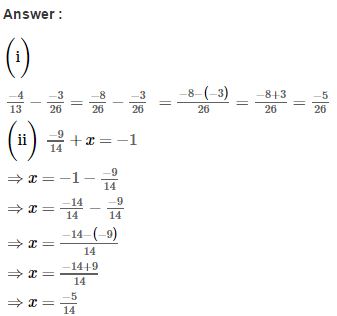 Answer :
(i)
-4/13 - -3/26 = -8/26 - -3/26 = -8-(-3)/26 = -8+3/26 = -5/26
(ii) -9/14 + x = -1
⇒ x = -1 - -9/14
⇒ x = -14/14 - -9/14
⇒ x = -14-(-9)/14
⇒ x = -14+9/14
⇒ x = -5/14